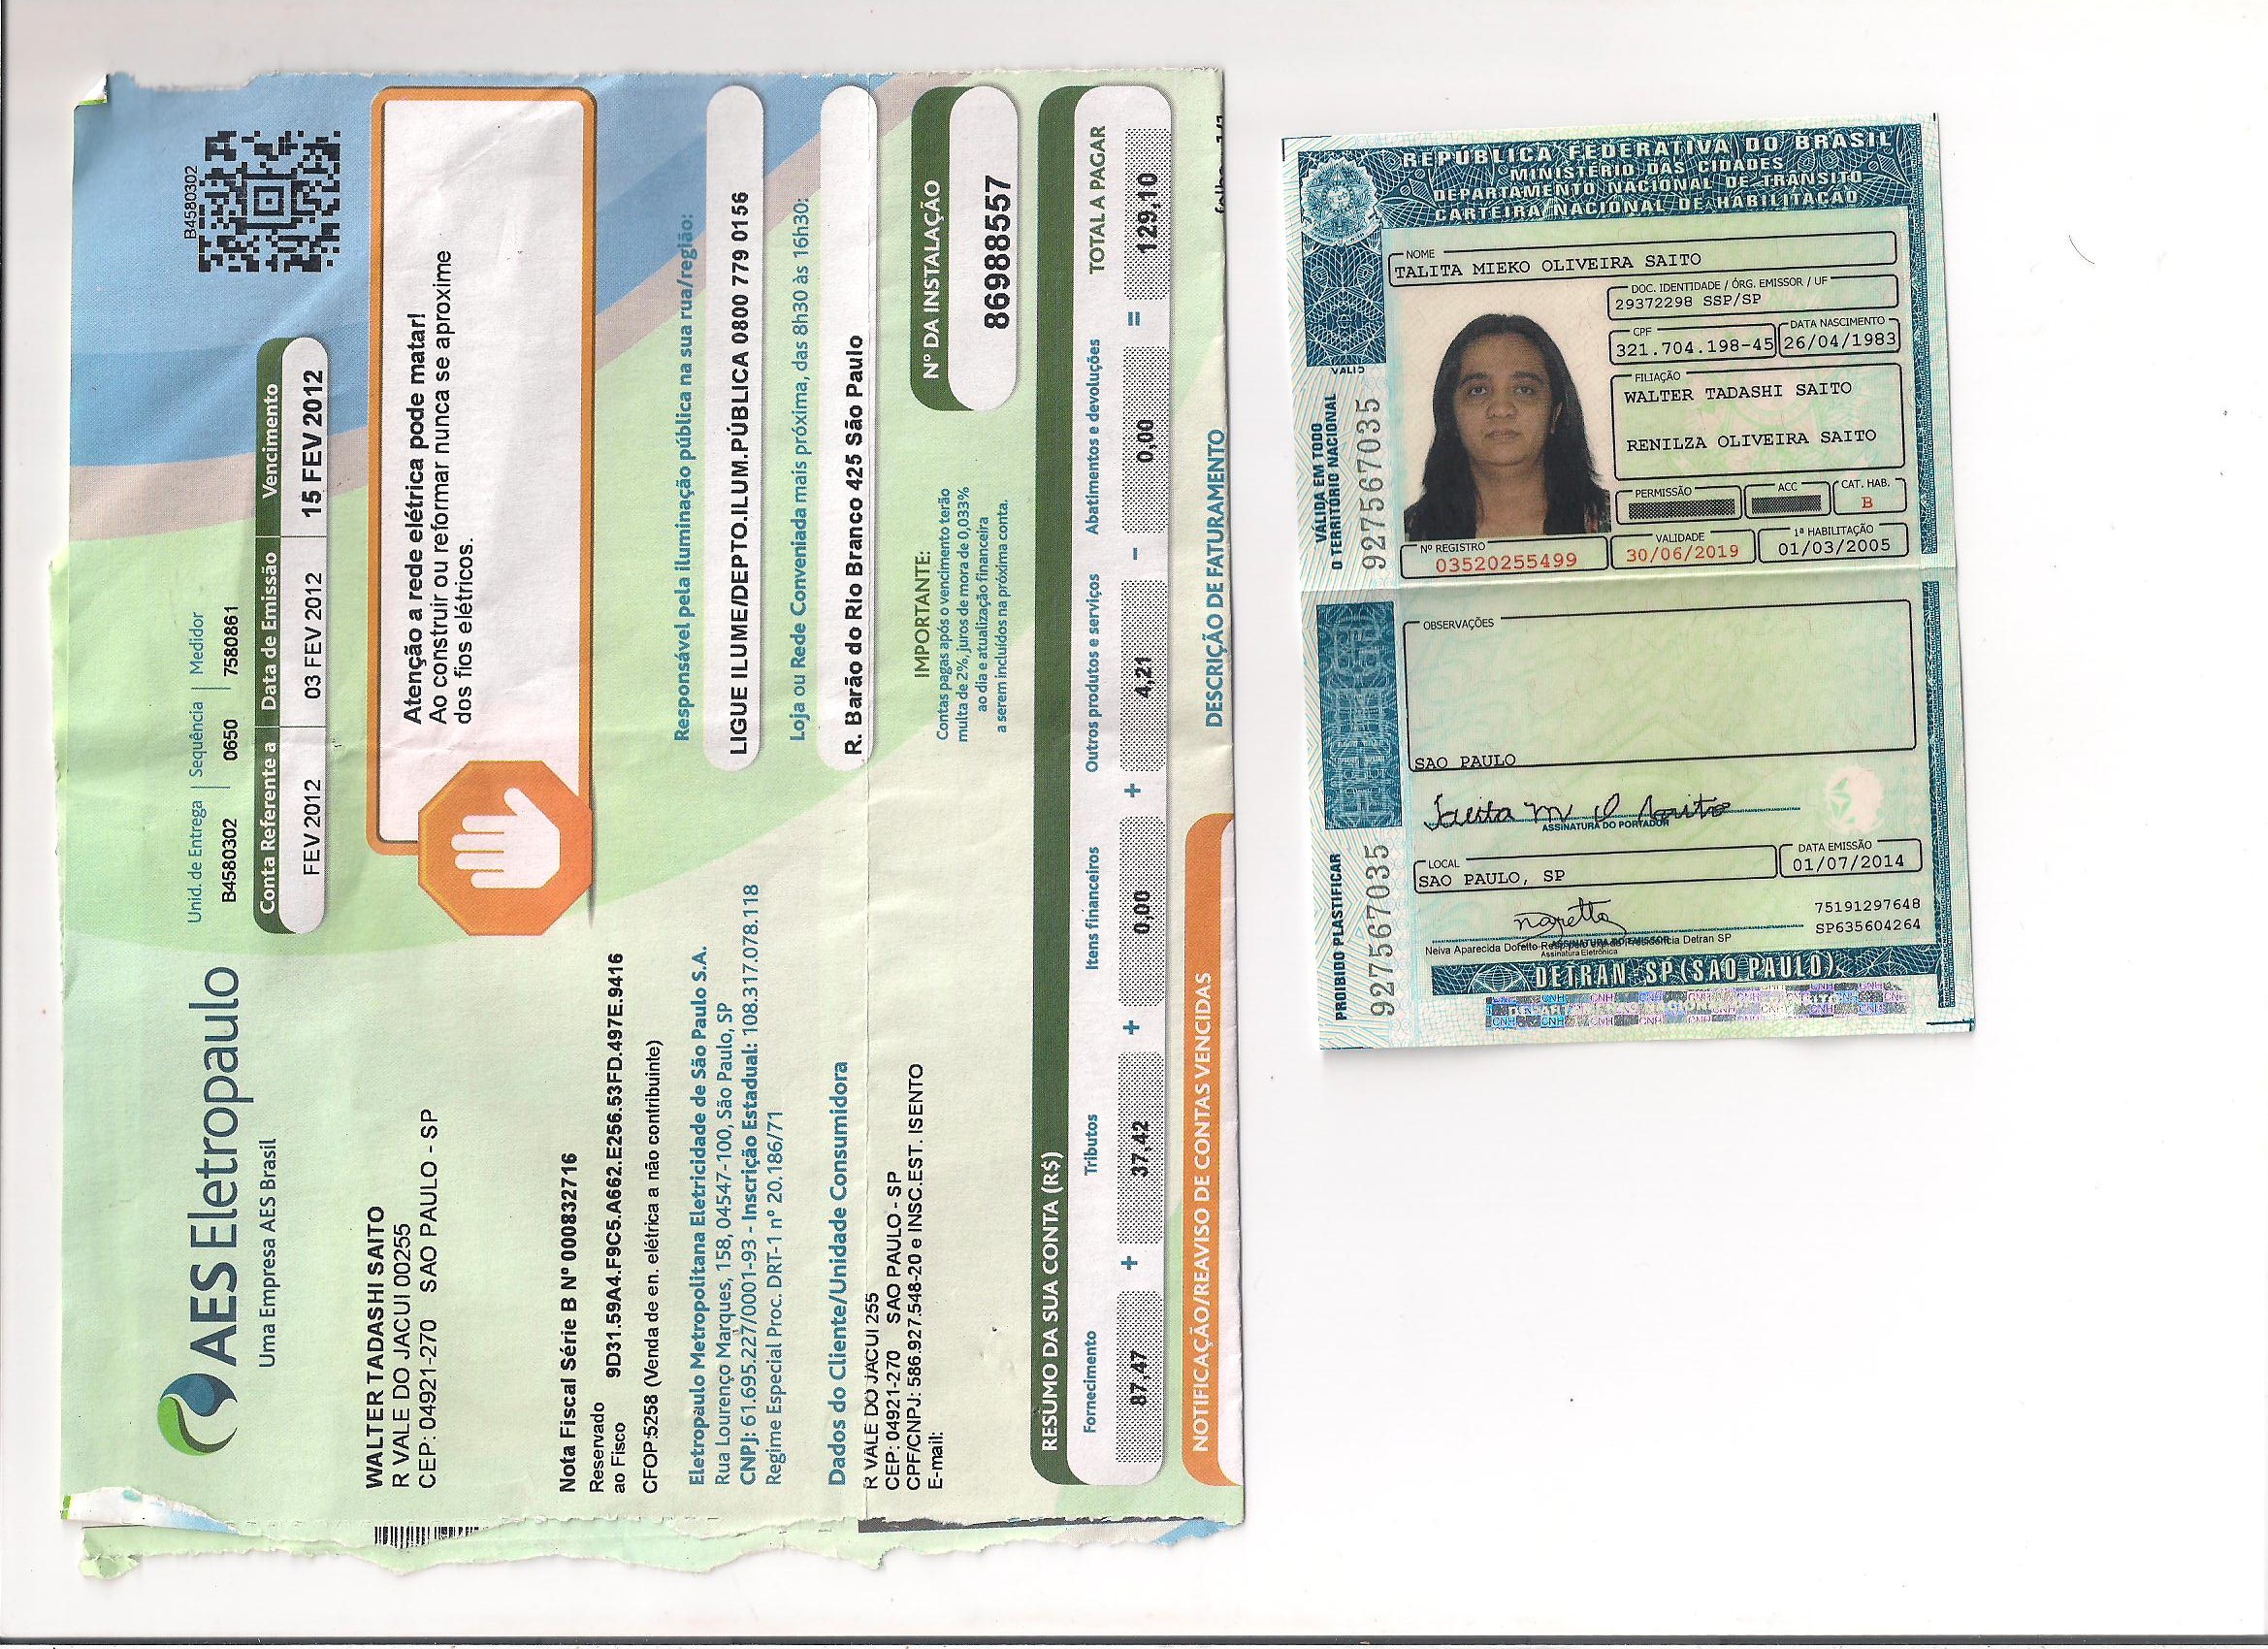 AES Eletropaulo
Uma Empresa AES Brasil
B4580302
Unid. de Entrega | Sequência | Medidor
B4580302 0650 7580861
Conta Referente a Data de Emissão Vencimento
FEV 2012 03 FEV 2012 15 FEV 2012
WALTER TADASHI SAITO
R VALE DO JACUI 00255
CEP: 04921-270 SAO PAULO - SP
Atenção a rede elétrica pode matar!
Ao construir ou reformar nunca se aproxime
dos fios elétricos.
Nota Fiscal Série B Nº 000832716
Reservado
ao Fisco 9D31.59A4.F9C5.A662.E256.53FD.497E.9416
CFOP:5258 (Venda de en. elétrica a não contribuinte)
Eletropaulo Metropolitana Eletricidade de São Paulo S.A.
Rua Lourenço Marques, 158, 04547-100, São Paulo, SP
CNPJ: 61.695.227/0001-93 - Inscrição Estadual: 108.317.078.118
Regime Especial Proc. DRT-1 nº 20.186/71
Responsável pela iluminação pública na sua rua/região:
LIGUE ILUME/DEPTO.ILUM.PÚBLICA 0800 779 0156
Loja ou Rede Conveniada mais próxima, das 8h30 às 16h30:
R. Barão do Rio Branco 425 São Paulo
Dados do Cliente/Unidade Consumidora
R VALE DO JACUI 255
CEP: 04921-270 SAO PAULO - SP
CPF/CNPJ: 586.927.548-20 e INSC.EST. ISENTO
E-mail:
IMPORTANTE:
Contas pagas após o vencimento terão
multa de 2%, juros de mora de 0,033%
ao dia e atualização financeira
a serem incluídos na próxima conta.
Nº DA INSTALAÇÃO
86988557
RESUMO DA SUA CONTA (R$)
Fornecimento Tributos Itens financeiros Outros produtos e serviços Abatimentos e devoluções TOTAL A PAGAR
87,47 + 37,42 + 0,00 + 4,21 - 0,00 = 129,10
NOTIFICAÇÃO/REAVISO DE CONTAS VENCIDAS
DESCRIÇÃO DE FATURAMENTO
REPÚBLICA FEDERATIVA DO BRASIL
MINISTÉRIO DAS CIDADES
DEPARTAMENTO NACIONAL DE TRÂNSITO
CARTEIRA NACIONAL DE HABILITAÇÃO
VÁLIDA EM TODO
O TERRITÓRIO NACIONAL
927567035
NOME
TALITA MIEKO OLIVEIRA SAITO
DOC. IDENTIDADE / ÓRG. EMISSOR / UF
29372298 SSP/SP
CPF DATA NASCIMENTO
321.704.198-45 26/04/1983
FILIAÇÃO
WALTER TADASHI SAITO
RENILZA OLIVEIRA SAITO
PERMISSÃO ACC CAT. HAB.
B
Nº REGISTRO VALIDADE 1ª HABILITAÇÃO
03520255499 30/06/2019 01/03/2005
OBSERVAÇÕES
SAO PAULO
ASSINATURA DO PORTADOR
LOCAL DATA EMISSÃO
SAO PAULO, SP 01/07/2014
75191297648
SP635604264
ASSINATURA DO EMISSOR
Assinatura Eletrônica
DETRAN-SP (SAO PAULO)
PROIBIDO PLASTIFICAR
927567035